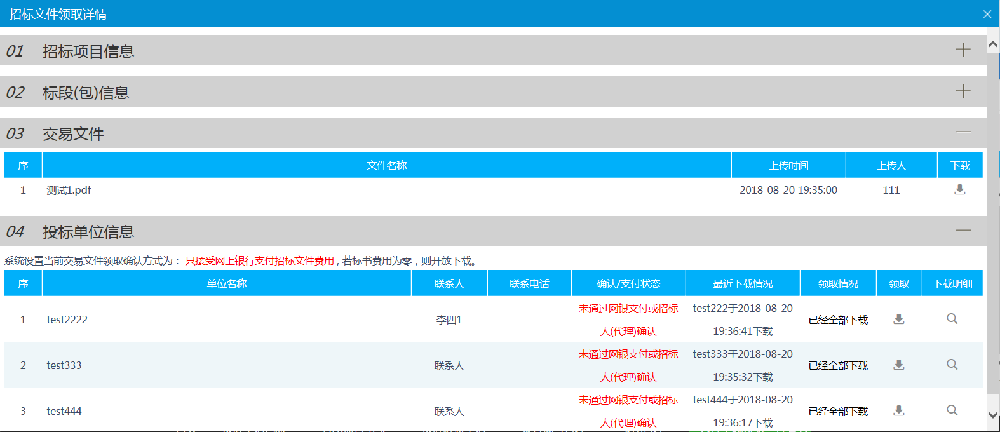 招标文件领取详情
01 招标项目信息
02 标段(包)信息
03 交易文件
序 文件名称 上传时间 上传人 下载
1 测试1.pdf 2018-08-20 19:35:00 111
04 投标单位信息
系统设置当前交易文件领取确认方式为： 只接受网上银行支付招标文件费用 , 若标书费用为零，则开放下载。
序 单位名称 联系人 联系电话 确认/支付状态 最近下载情况 领取情况 领取 下载明细
1 test2222 李四1 未通过网银支付或招标 test222于2018-08-20 已经全部下载
人(代理)确认 19:36:41下载
2 test333 联系人 未通过网银支付或招标 test333于2018-08-20 已经全部下载
人(代理)确认 19:35:32下载
3 test444 联系人 未通过网银支付或招标 test444于2018-08-20 已经全部下载
人(代理)确认 19:36:17下载